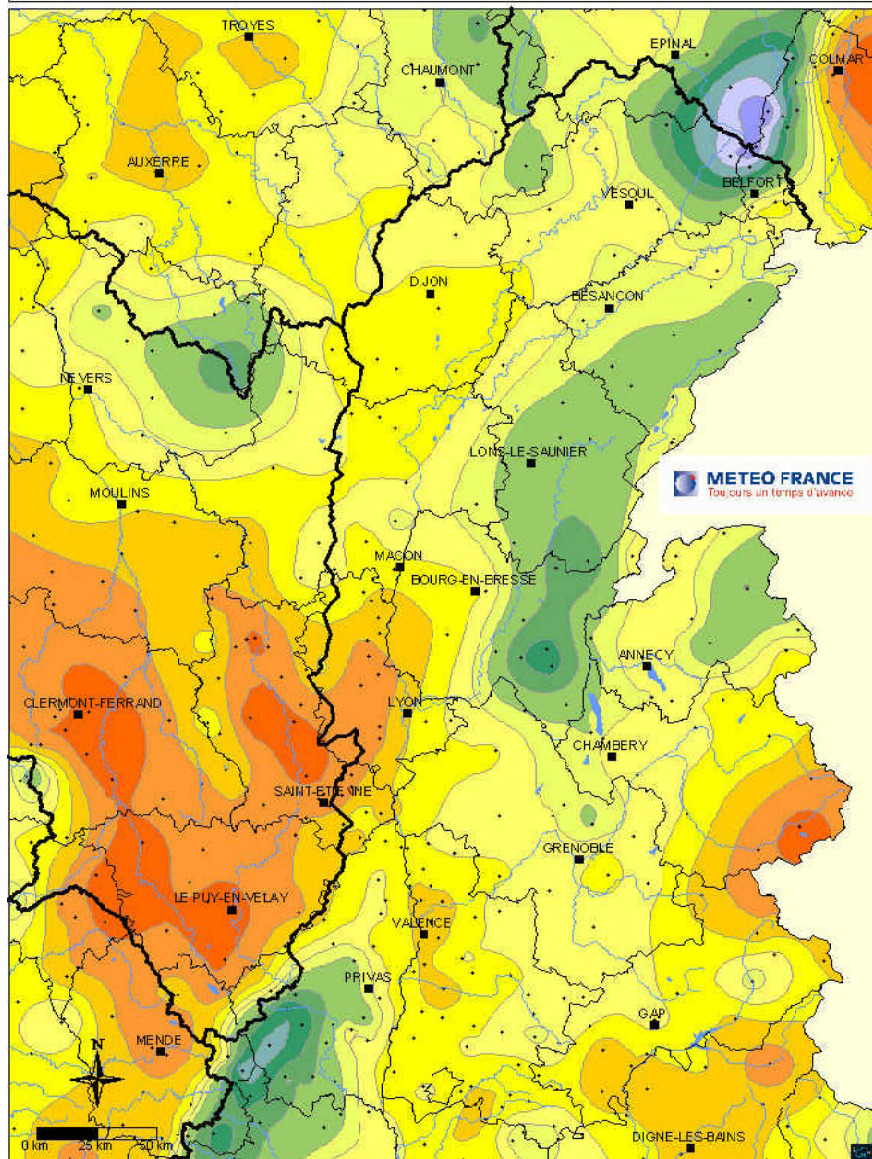 TROYES
EPINAL
COLMAR
CHAUMONT
AUXERRE
BELFORT
VESOUL
DIJON
BESANCON
NEVERS
LONS-LE-SAUNIER
METEO FRANCE
Toujours un temps d'avance
MOULINS
MACON
BOURG-EN-BRESSE
ANNECY
CLERMONT-FERRAND
LYON
CHAMBERY
SAINT-ETIENNE
GRENOBLE
LE-PUY-EN-VELAY
VALENCE
PRIVAS
GAP
MENDE
N
0 km 25 km 50 km
DIGNE-LES-BAINS